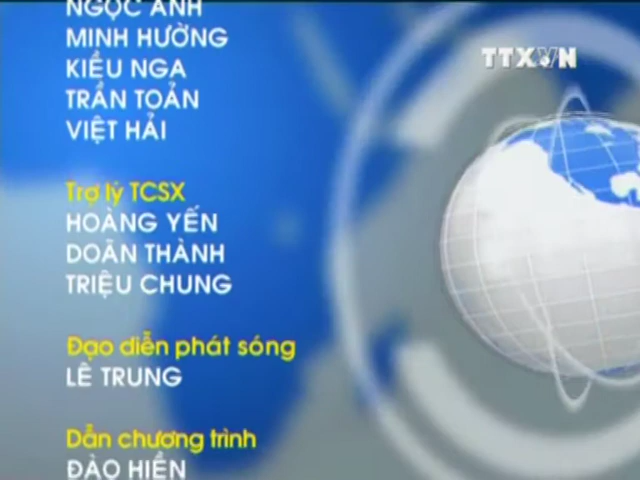 NGỌC ANH
MINH HƯỜNG
KIỀU NGA
TRẦN TOẢN
VIỆT HẢI
Trợ lý TCSX
HOÀNG YẾN
DOÃN THÀNH
TRIỆU CHUNG
Đạo diễn phát sóng
LÊ TRUNG
Dẫn chương trình
ĐÀO HIỀN
TTXVN